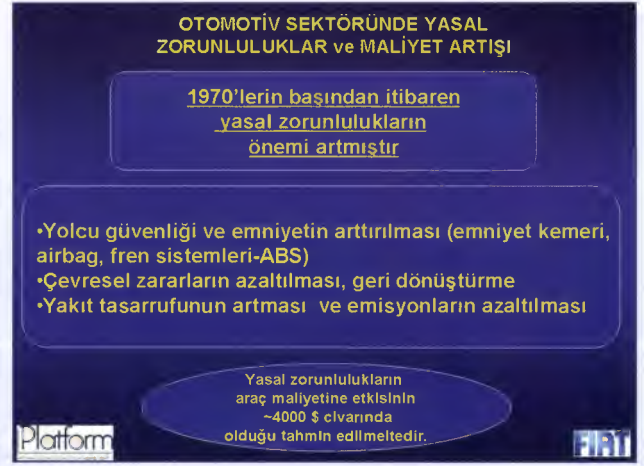 OTOMOTİV SEKTÖRÜNDE YASAL
ZORUNLULUKLAR ve MALİYET ARTIŞI
1970'lerin başından itibaren
yasal zorunlulukların
önemi artmıştır
•Yolcu güvenliği ve emniyetin arttırılması (emniyet kemeri,
airbag, fren sistemleri-ABS)
•Çevresel zararların azaltılması, geri dönüştürme
•Yakıt tasarrufunun artması ve emisyonların azaltılması
Yasal zorunlulukların
araç maliyetine etkisinin
~4000 $ civarında
olduğu tahmin edilmeltedir.
Platform
FIAT